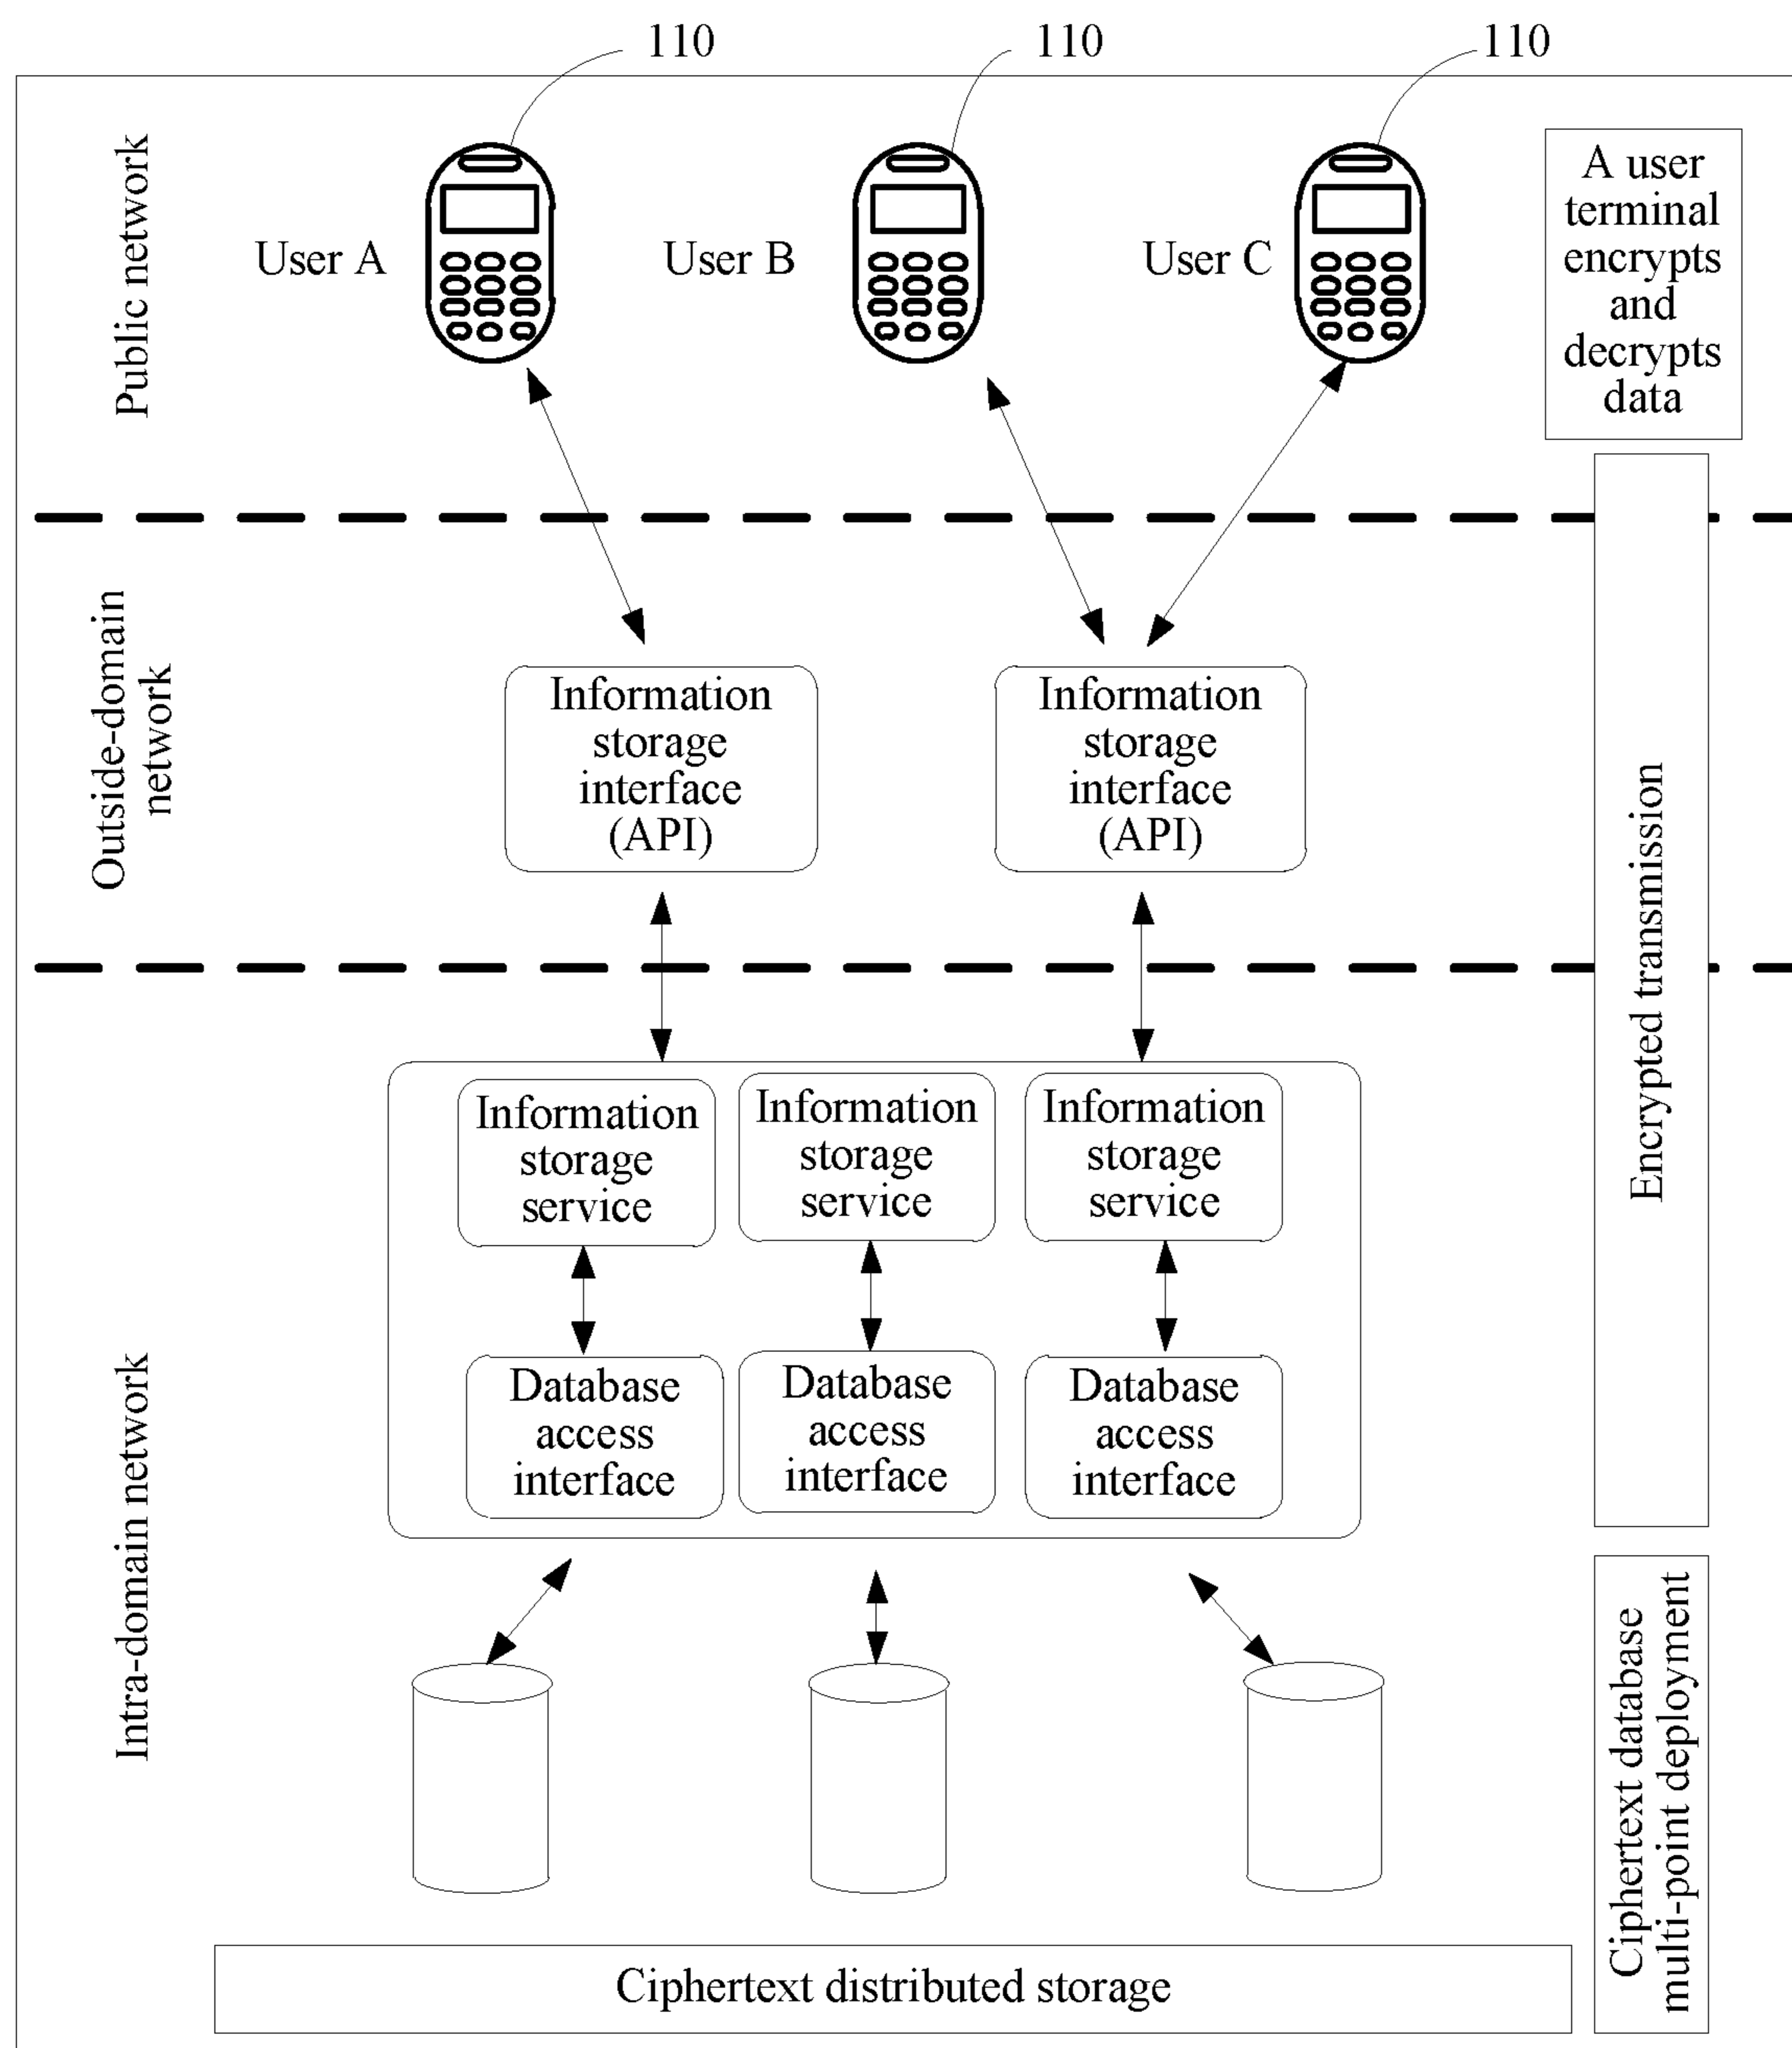 110
110
110
Public network
User A
User B
User C
A user
terminal
encrypts
and
decrypts
data
Outside-domain
network
Information
storage
interface
(API)
Information
storage
interface
(API)
Encrypted transmission
Intra-domain network
Information
storage
service
Information
storage
service
Information
storage
service
Database
access
interface
Database
access
interface
Database
access
interface
Ciphertext database
multi-point deployment
Ciphertext distributed storage